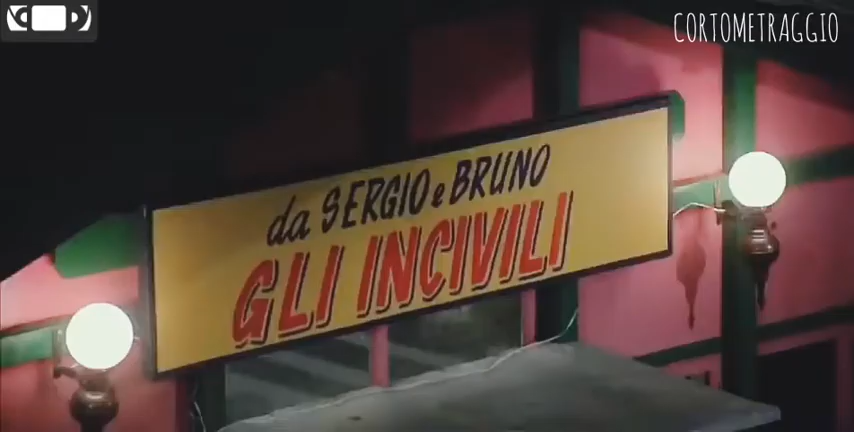 CORTOMETRAGGIO
da SERGIO e BRUNO
GLI INCIVILI